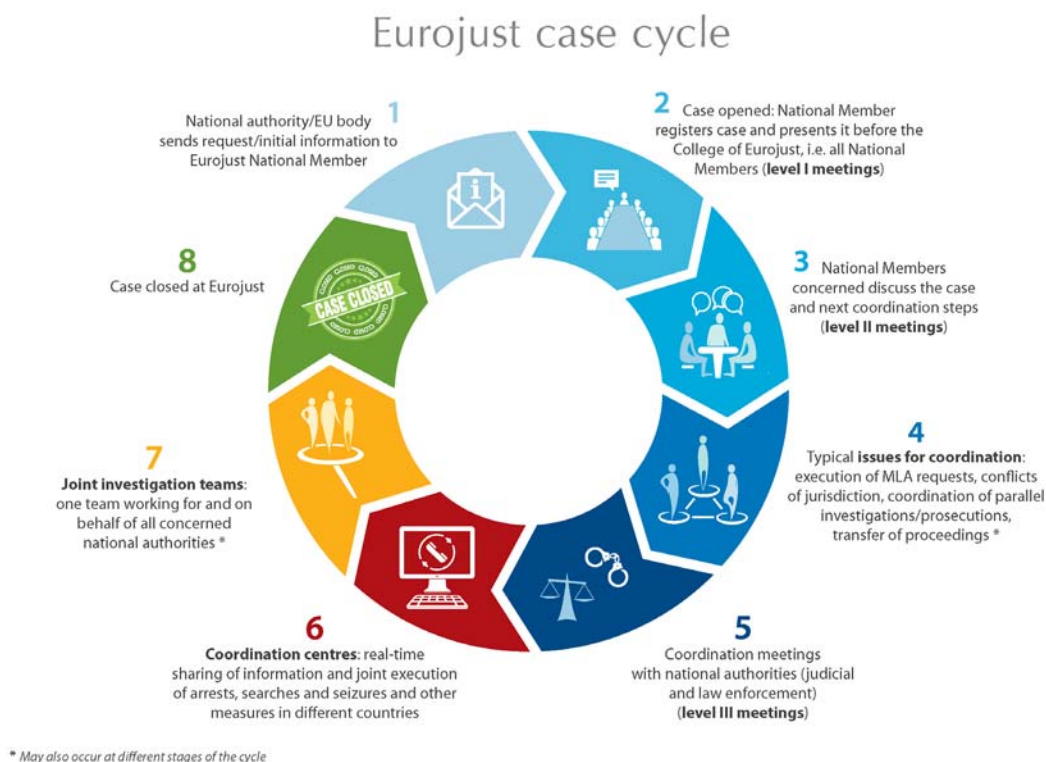 Eurojust case cycle
1
National authority/EU body
sends request/initial information to
Eurojust National Member
2
Case opened: National Member
registers case and presents it before the
College of Eurojust, i.e. all National
Members (level I meetings)
3
National Members
concerned discuss the case
and next coordination steps
(level II meetings)
4
Typical issues for coordination:
execution of MLA requests, conflicts
of jurisdiction, coordination of parallel
investigations/prosecutions,
transfer of proceedings *
5
Coordination meetings
with national authorities (judicial
and law enforcement)
(level III meetings)
6
Coordination centres: real-time
sharing of information and joint execution
of arrests, searches and seizures and other
measures in different countries
7
Joint investigation teams:
one team working for and on
behalf of all concerned
national authorities *
8
Case closed at Eurojust
CLOSED CLOSED CLOSED
CASE CLOSED
CLOSED CLOSED CLOSED
* May also occur at different stages of the cycle